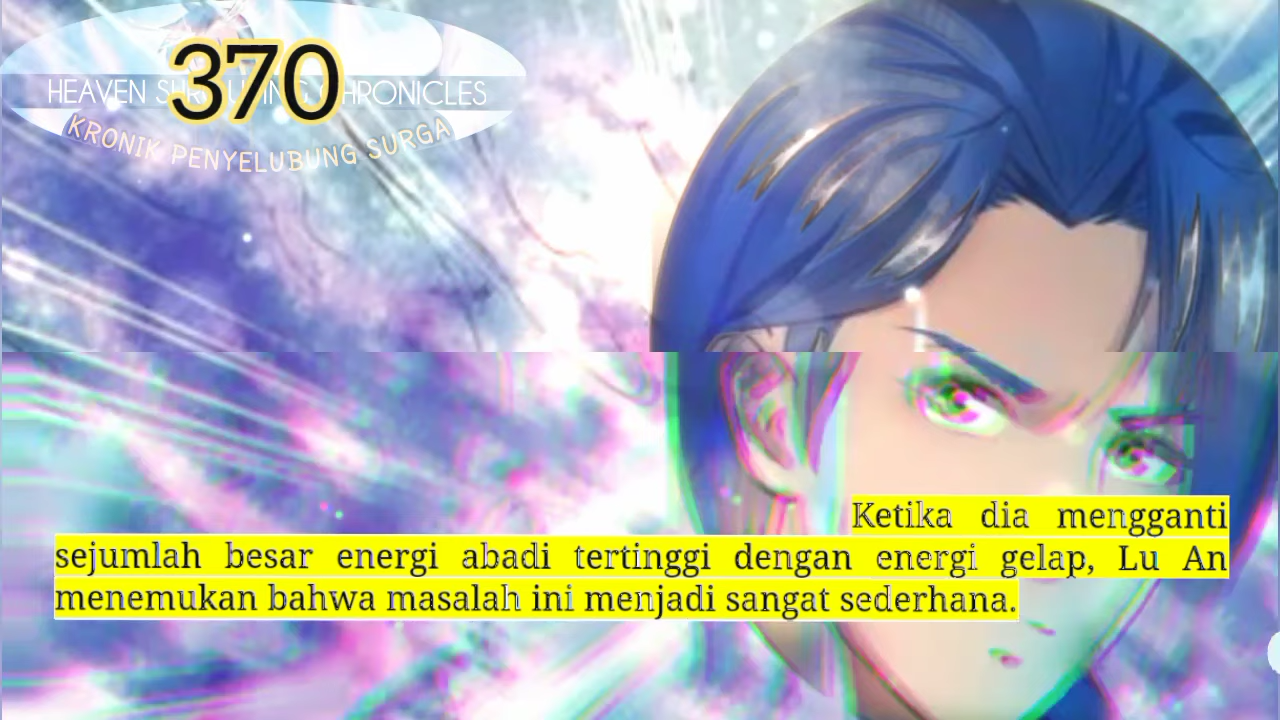 370
HEAVEN SHROUDING CHRONICLES
KRONIK PENYELUBUNG SURGA
Ketika dia mengganti
sejumlah besar energi abadi tertinggi dengan energi gelap, Lu An
menemukan bahwa masalah ini menjadi sangat sederhana.